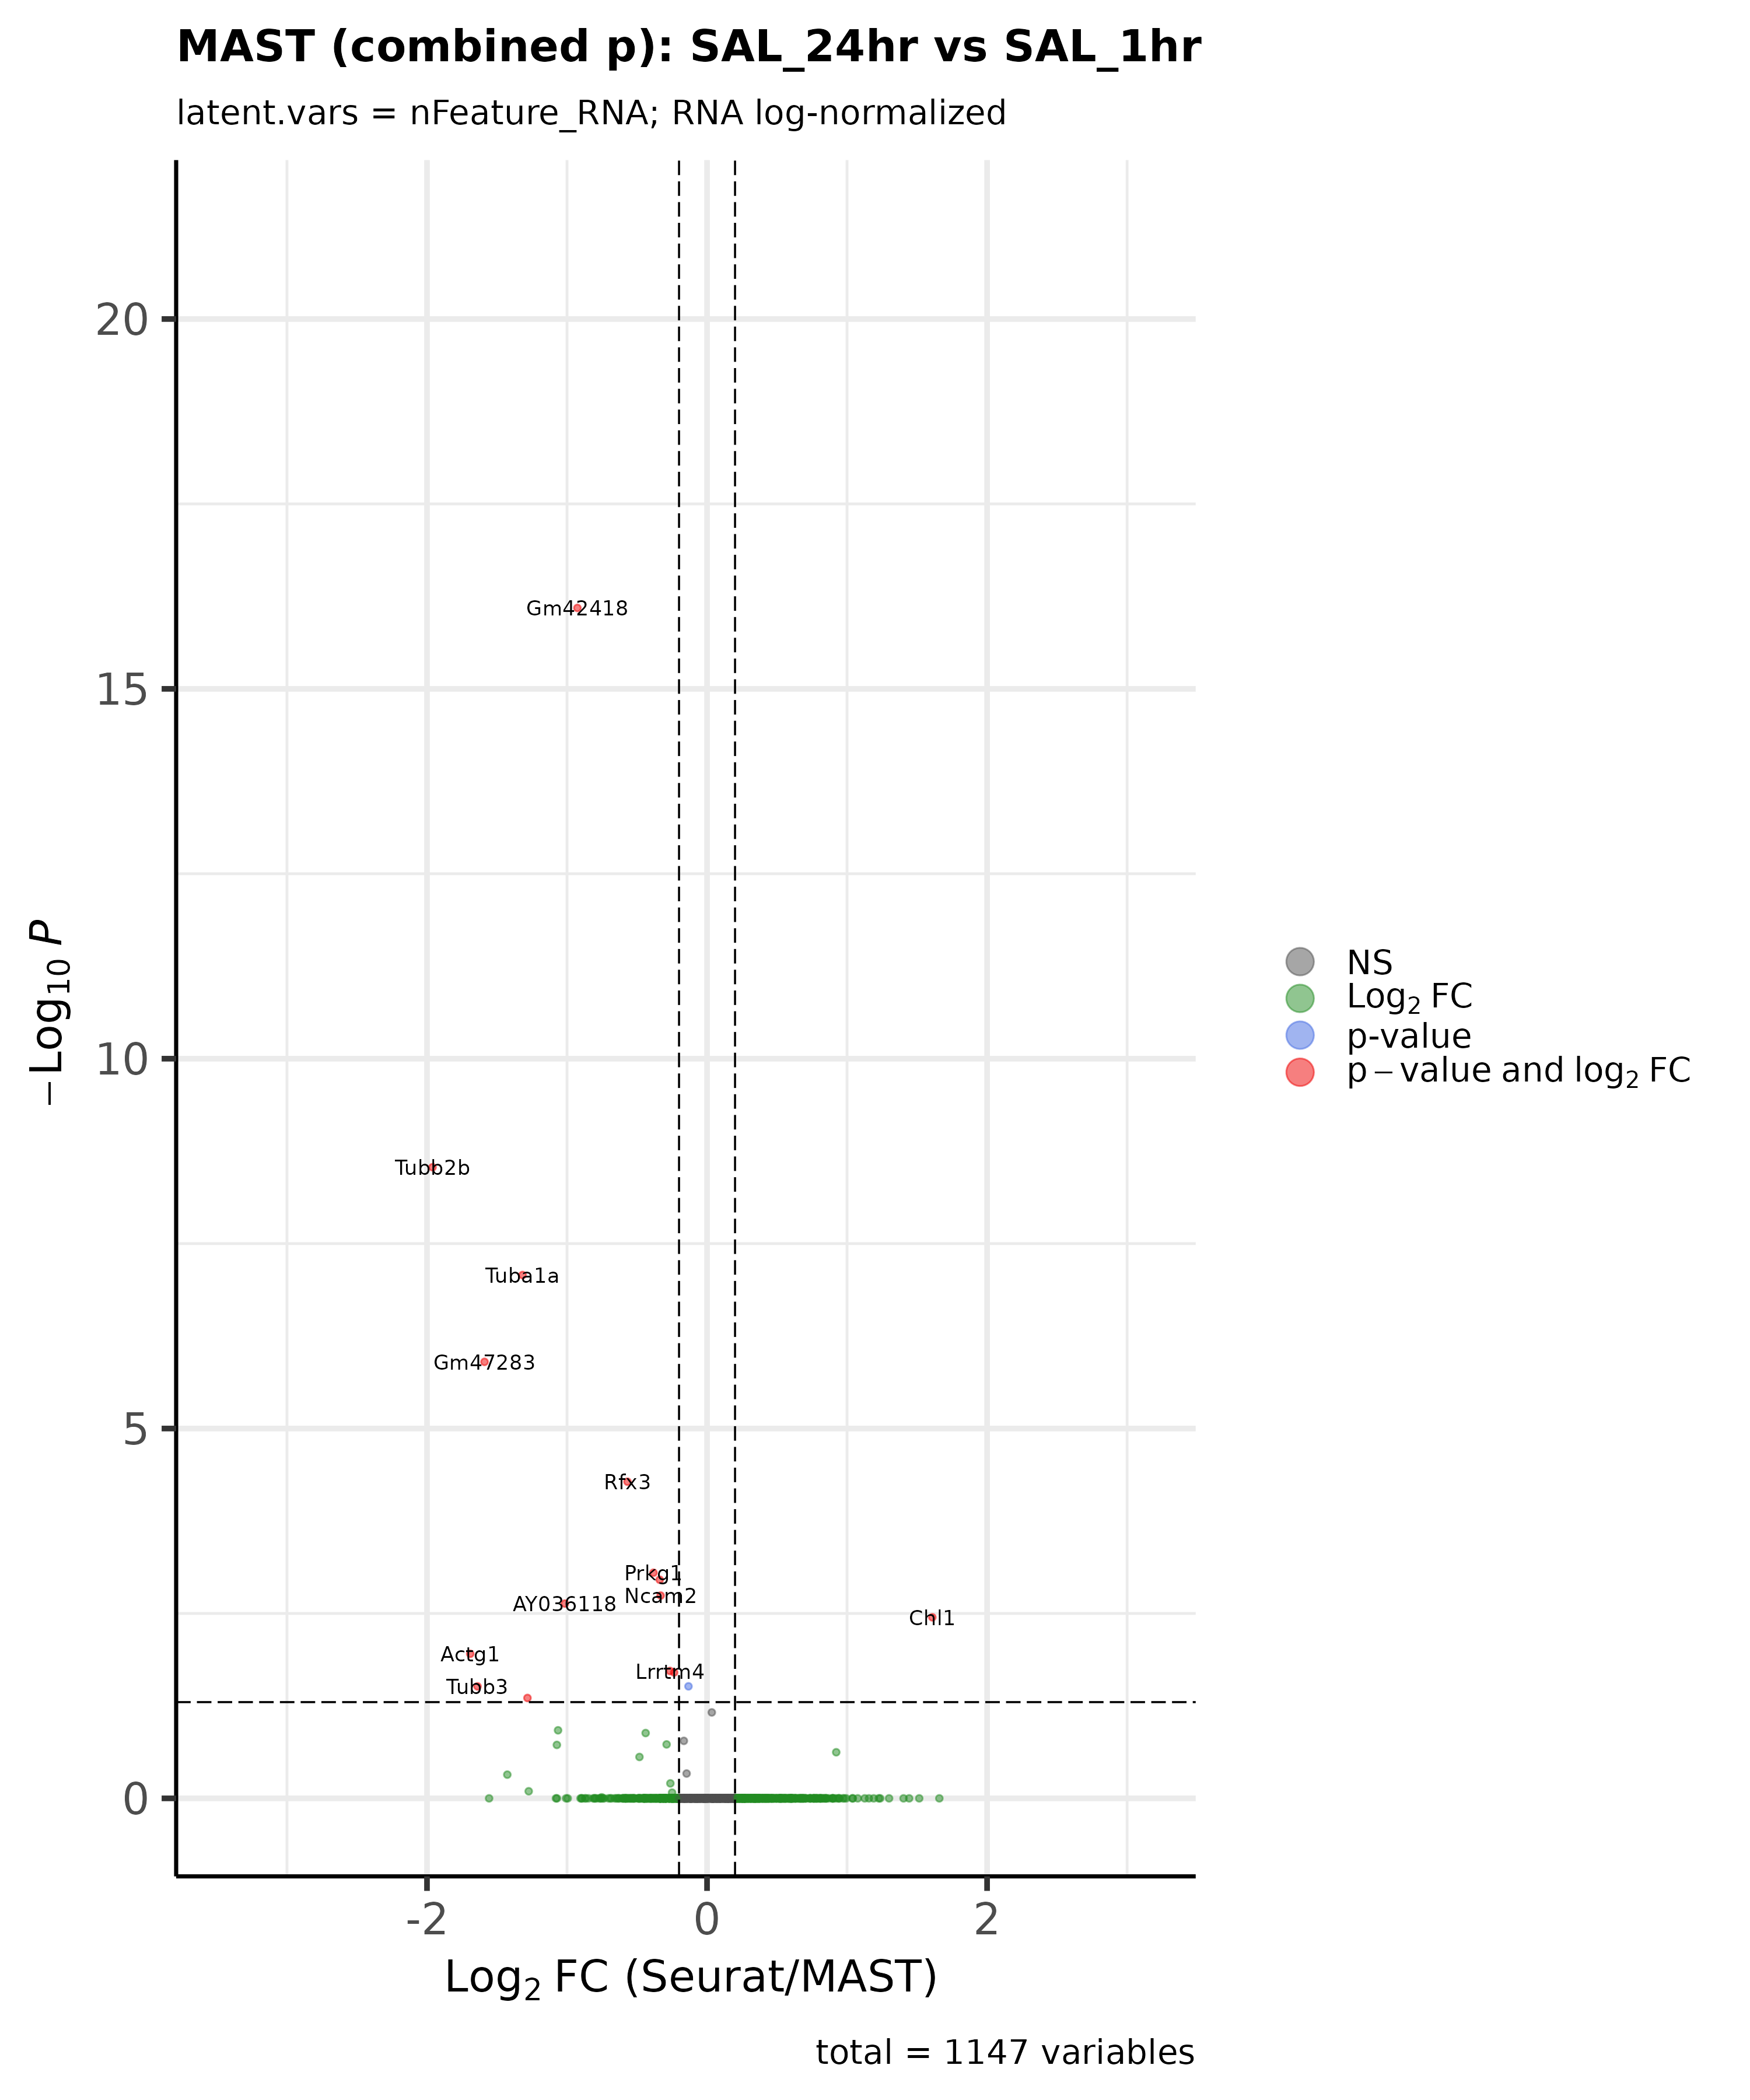 MAST (combined p): SAL_24hr vs SAL_1hr
latent.vars = nFeature_RNA; RNA log-normalized
−Log10 P
20
15
10
5
0
Gm42418
Tubb2b
Tuba1a
Gm47283
Rfx3
Prkg1
Ncam2
AY036118
Chl1
Actg1
Lrrtm4
Tubb3
-2 0 2
Log2 FC (Seurat/MAST)
NS
Log2 FC
p-value
p − value and log2 FC
total = 1147 variables